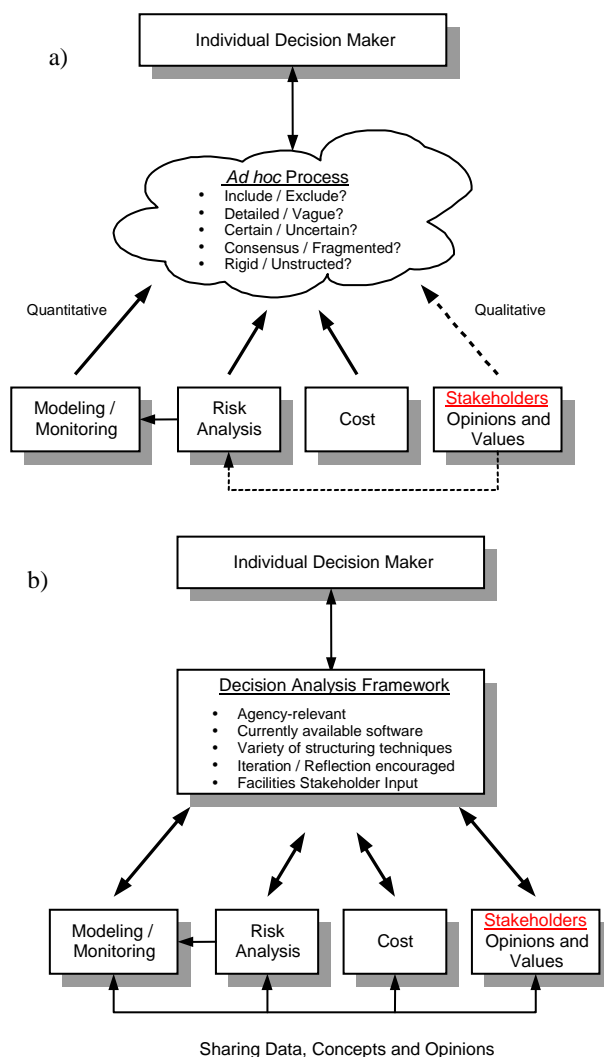 a)
Individual Decision Maker
Ad hoc Process
• Include / Exclude?
• Detailed / Vague?
• Certain / Uncertain?
• Consensus / Fragmented?
• Rigid / Unstructed?
Quantitative
Qualitative
Modeling /
Monitoring
Risk
Analysis
Cost
Stakeholders
Opinions and
Values
b)
Individual Decision Maker
Decision Analysis Framework
• Agency-relevant
• Currently available software
• Variety of structuring techniques
• Iteration / Reflection encouraged
• Facilities Stakeholder Input
Modeling /
Monitoring
Risk
Analysis
Cost
Stakeholders
Opinions and
Values
Sharing Data, Concepts and Opinions